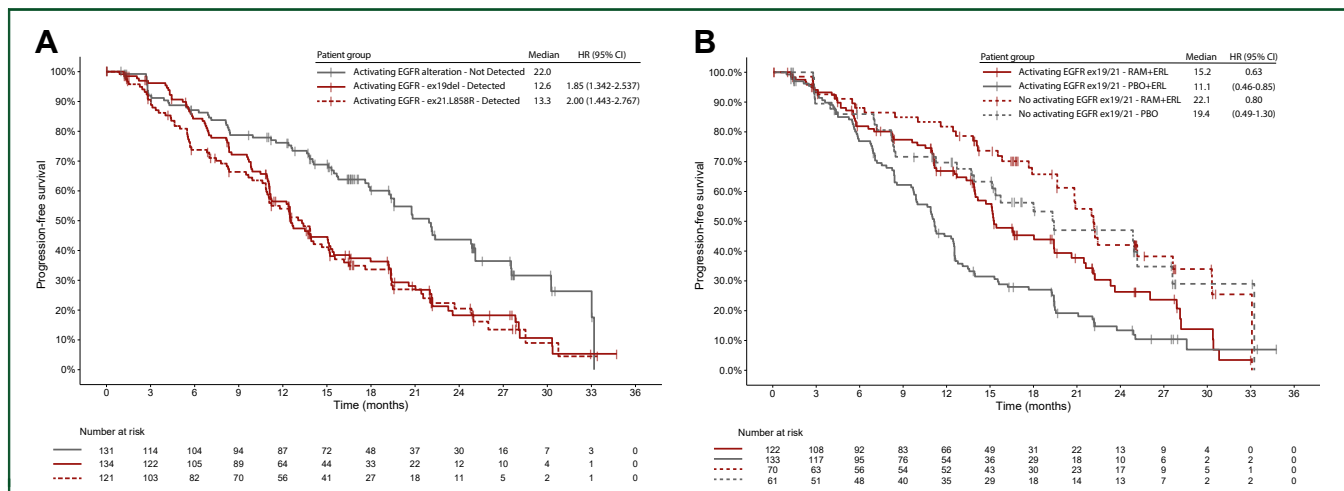 A
Patient group Median HR (95% CI)
Activating EGFR alteration - Not Detected 22.0
Activating EGFR - ex19del - Detected 12.6 1.85 (1.342-2.537)
Activating EGFR - ex21.L858R - Detected 13.3 2.00 (1.443-2.767)
100%
90%
80%
70%
60%
50%
40%
30%
20%
10%
0%
Progression-free survival
0 3 6 9 12 15 18 21 24 27 30 33 36
Time (months)
Number at risk
131 114 104 94 87 72 48 37 30 16 7 3 0
134 122 105 89 64 44 33 22 12 10 4 1 0
121 103 82 70 56 41 27 18 11 5 2 1 0
B
Patient group Median HR (95% CI)
Activating EGFR ex19/21 - RAM+ERL 15.2 0.63
Activating EGFR ex19/21 - PBO+ERL 11.1 (0.46-0.85)
No activating EGFR ex19/21 - RAM+ERL 22.1 0.80
No activating EGFR ex19/21 - PBO 19.4 (0.49-1.30)
100%
90.0%
80.0%
70.0%
60.0%
50.0%
40.0%
30.0%
20.0%
10.0%
0.0%
Progression-free survival
0 3 6 9 12 15 18 21 24 27 30 33 36
Time (months)
Number at risk
122 108 92 83 66 49 31 22 13 9 4 0 0
133 117 95 76 54 36 29 18 10 6 2 2 0
70 63 56 54 52 43 30 23 17 9 5 1 0
61 51 48 40 35 29 18 14 13 7 2 2 0